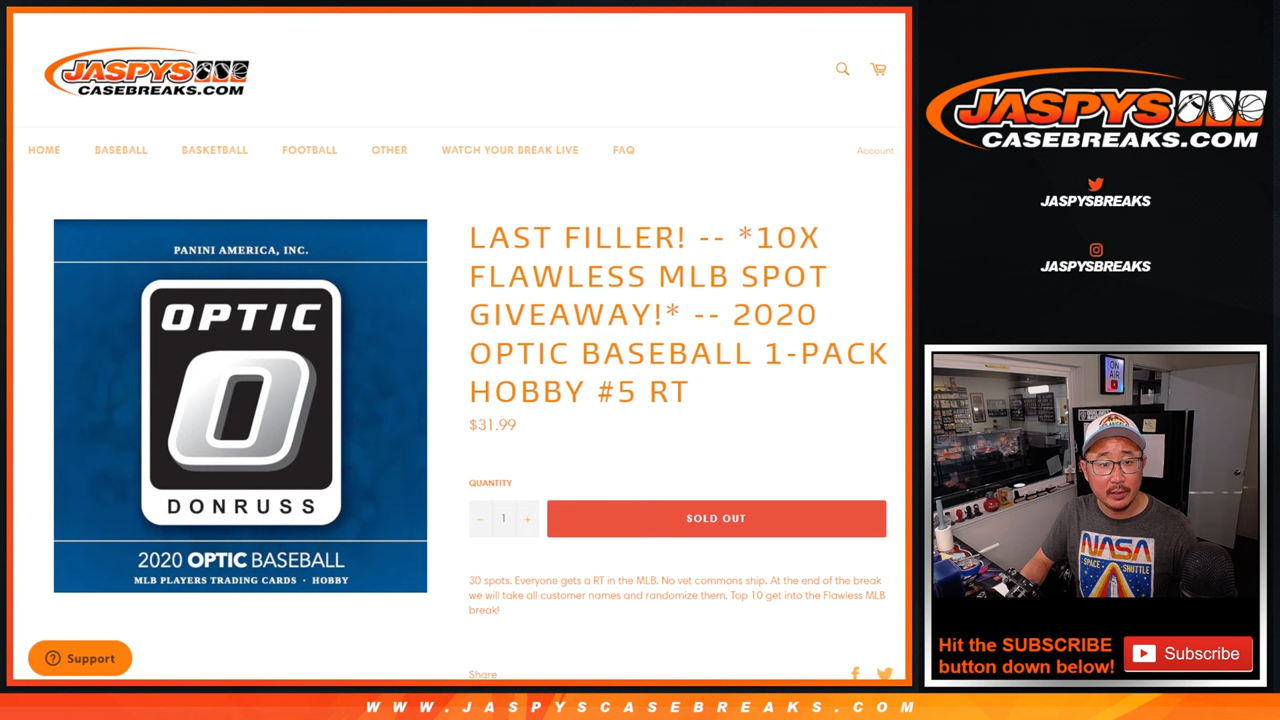 JASPYS
CASEBREAKS.COM
HOME
BASEBALL
BASKETBALL
FOOTBALL
OTHER
WATCH YOUR BREAK LIVE
FAQ
Account
PANINI AMERICA, INC.
OPTIC
DONRUSS
2020 OPTIC BASEBALL
MLB PLAYERS TRADING CARDS · HOBBY
LAST FILLER! -- *10X
FLAWLESS MLB SPOT
GIVEAWAY!* -- 2020
OPTIC BASEBALL 1-PACK
HOBBY #5 RT
$31.99
QUANTITY
− 1 +
SOLD OUT
30 spots. Everyone gets a RT in the MLB. No vet commons ship. At the end of the break
we will take all customer names and randomize them. Top 10 get into the Flawless MLB
break!
Share
Support
JASPYS
CASEBREAKS.COM
JASPYSBREAKS
JASPYSBREAKS
ON
AIR
NASA
SPACE SHUTTLE
Hit the SUBSCRIBE
button down below!
Subscribe
WWW.JASPYSCASEBREAKS.COM